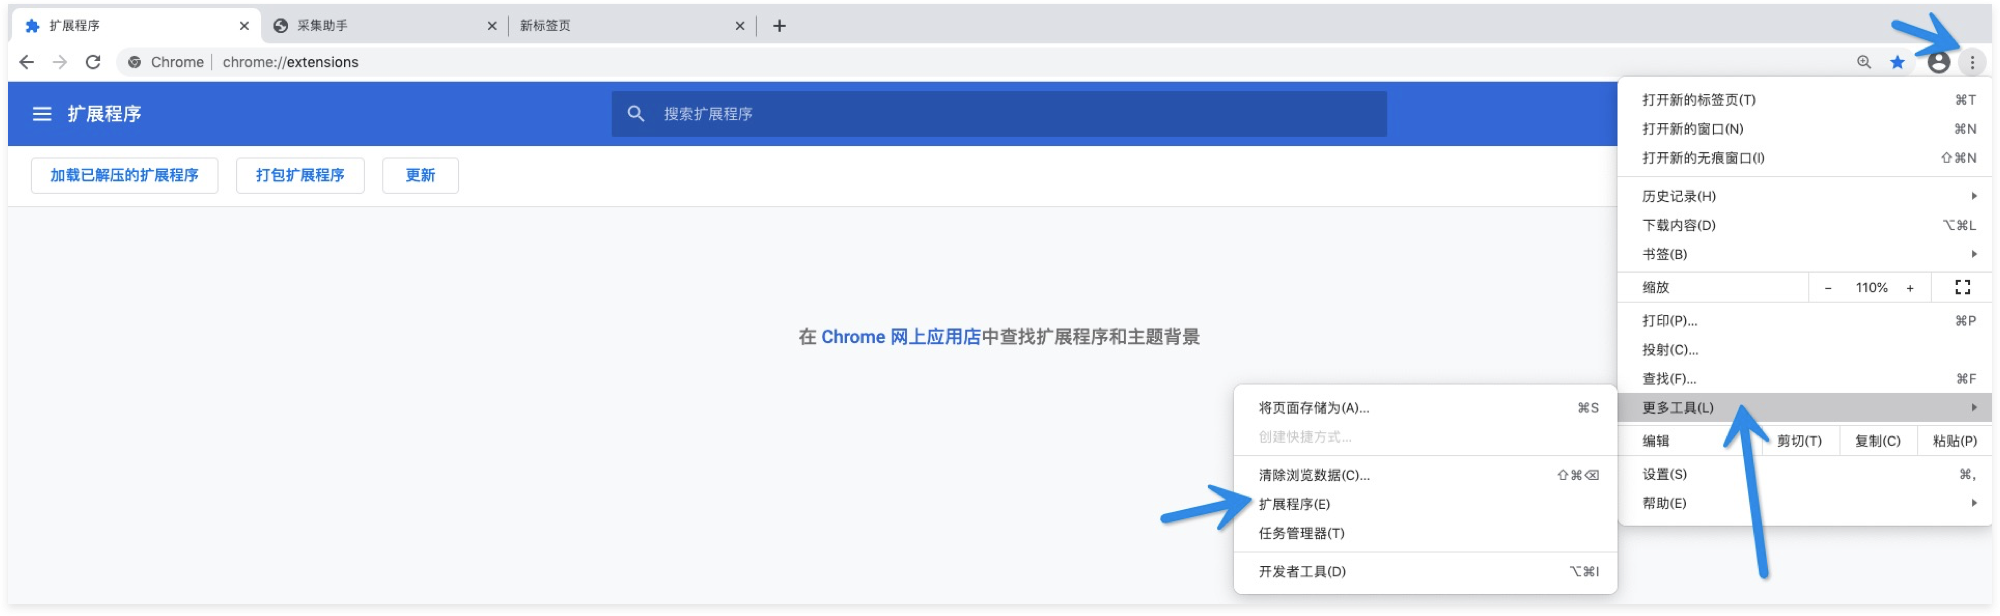 扩展程序
采集助手
新标签页
Chrome
chrome://extensions
扩展程序
搜索扩展程序
加载已解压的扩展程序
打包扩展程序
更新
在 Chrome 网上应用店中查找扩展程序和主题背景
打开新的标签页(T) ⌘T
打开新的窗口(N) ⌘N
打开新的无痕窗口(I) ⇧⌘N
历史记录(H)
下载内容(D) ⌥⌘L
书签(B)
缩放 - 110% +
打印(P)... ⌘P
投射(C)...
查找(F)... ⌘F
更多工具(L)
编辑 剪切(T) 复制(C) 粘贴(P)
设置(S) ⌘,
帮助(E)
将页面存储为(A)... ⌘S
创建快捷方式...
清除浏览数据(C)... ⇧⌘⌫
扩展程序(E)
任务管理器(T)
开发者工具(D) ⌥⌘I